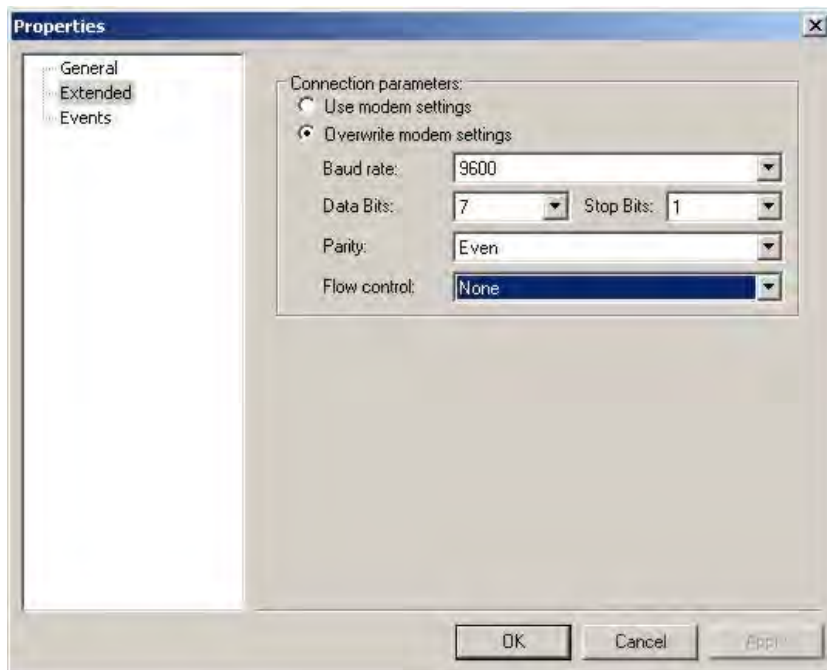 Properties
General
Extended
Events
Connection parameters:
Use modem settings
Overwrite modem settings
Baud rate: 9600
Data Bits: 7 Stop Bits: 1
Parity: Even
Flow control: None
OK Cancel Apply